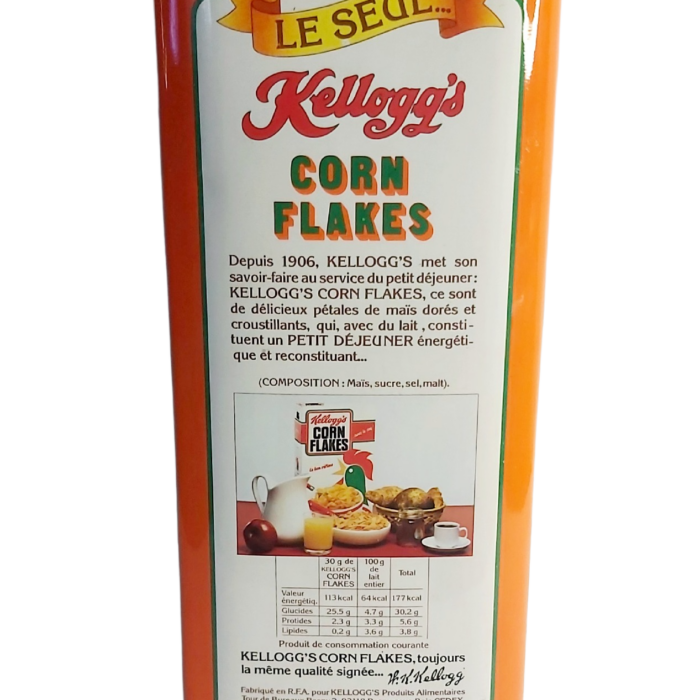 LE SEUL...
Kellogg's
CORN
FLAKES
Depuis 1906, KELLOGG'S met son
savoir-faire au service du petit déjeuner:
KELLOGG'S CORN FLAKES, ce sont
de délicieux pétales de maïs dorés et
croustillants, qui, avec du lait, consti-
tuent un PETIT DÉJEUNER énergéti-
que et reconstituant...
(COMPOSITION: Maïs, sucre, sel, malt).
Kellogg's
CORN
FLAKES
30 g de KELLOGG'S CORN FLAKES 100 g de lait entier Total
Valeur énergétiq. 113 kcal 64 kcal 177 kcal
Glucides 25.5 g 4.7 g 30.2 g
Protides 2.3 g 3.3 g 5.6 g
Lipides 0.2 g 3.6 g 3.8 g
Produit de consommation courante
KELLOGG'S CORN FLAKES, toujours
la même qualité signée... W.K. Kellogg
Fabriqué en R.F.A. pour KELLOGG'S Produits Alimentaires